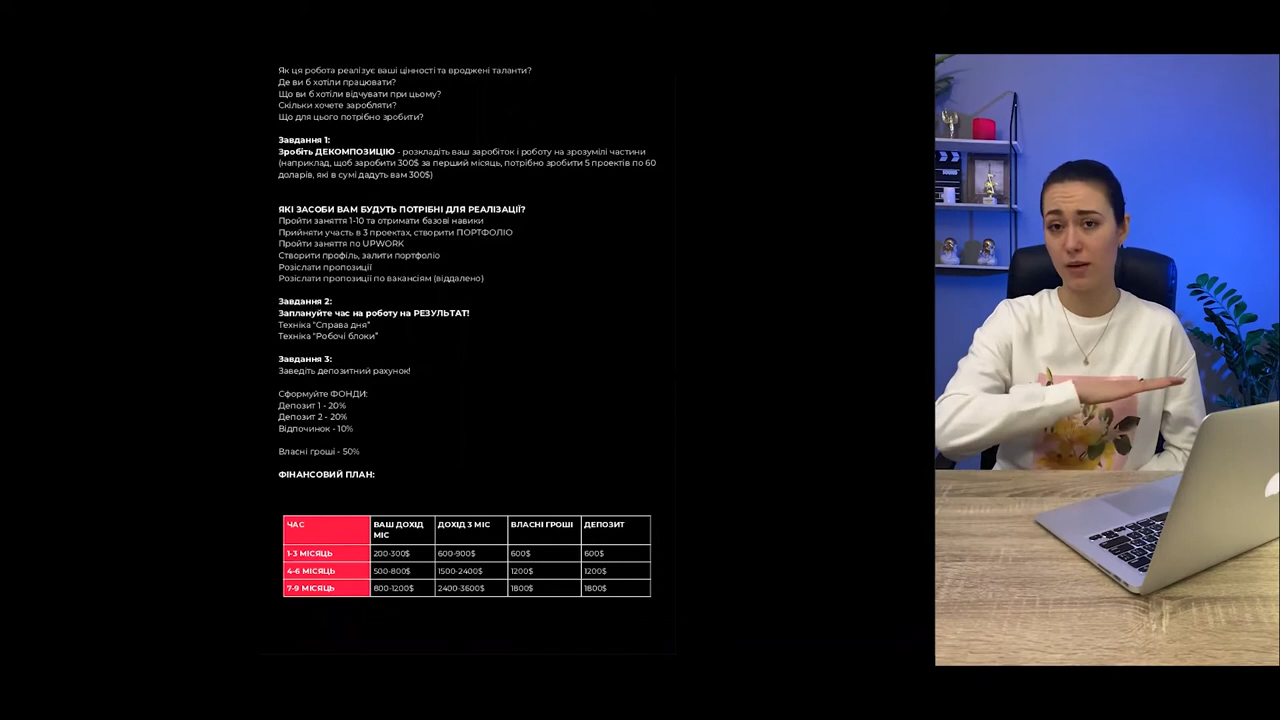 Як ця робота реалізує ваші цінності та вроджені таланти?
Де ви б хотіли працювати?
Що ви б хотіли відчувати при цьому?
Скільки хочете заробляти?
Що для цього потрібно зробити?
Завдання 1:
Зробіть ДЕКОМПОЗИЦІЮ - розкладіть ваш заробіток і роботу на зрозумілі частини
(наприклад, щоб заробити 300$ за перший місяць, потрібно зробити 5 проектів по 60
доларів, які в сумі дадуть вам 300$)
ЯКІ ЗАСОБИ ВАМ БУДУТЬ ПОТРІБНІ ДЛЯ РЕАЛІЗАЦІЇ?
Пройти заняття 1-10 та отримати базові навики
Прийняти участь в 3 проектах, створити ПОРТФОЛІО
Пройти заняття по UPWORK
Створити профіль, залити портфоліо
Розіслати пропозиції
Розіслати пропозиції по вакансіям (віддалено)
Завдання 2:
Заплануйте час на роботу на РЕЗУЛЬТАТ!
Техніка "Справа дня"
Техніка "Робочі блоки"
Завдання 3:
Заведіть депозитний рахунок!
Сформуйте ФОНДИ:
Депозит 1 - 20%
Депозит 2 - 20%
Відпочинок - 10%
Власні гроші - 50%
ФІНАНСОВИЙ ПЛАН:
ЧАС ВАШ ДОХІД МІС ДОХІД 3 МІС ВЛАСНІ ГРОШІ ДЕПОЗИТ
1-3 МІСЯЦЬ 200-300$ 600-900$ 600$ 600$
4-6 МІСЯЦЬ 500-800$ 1500-2400$ 1200$ 1200$
7-9 МІСЯЦЬ 800-1200$ 2400-3600$ 1800$ 1800$